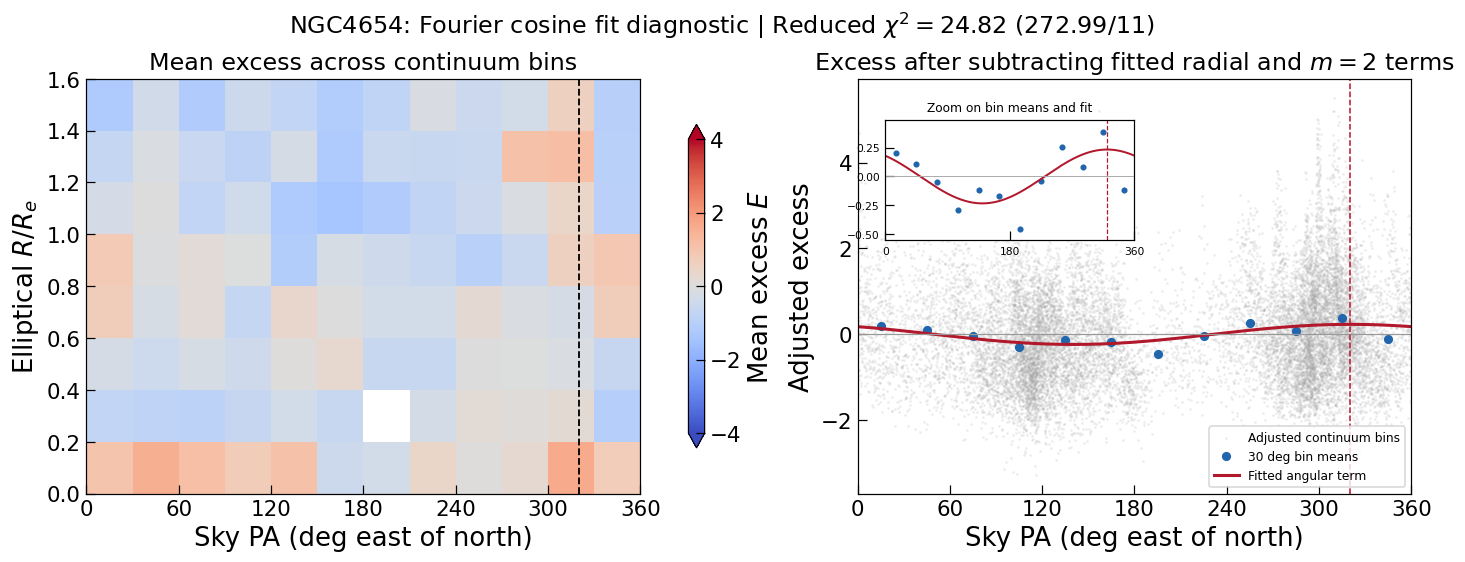 NGC4654: Fourier cosine fit diagnostic | Reduced χ² = 24.82 (272.99/11)
Mean excess across continuum bins
Elliptical R/Rₑ
1.6
1.4
1.2
1.0
0.8
0.6
0.4
0.2
0.0
0 60 120 180 240 300 360
Sky PA (deg east of north)
4
2
0
−2
−4
Mean excess E
Excess after subtracting fitted radial and m = 2 terms
Adjusted excess
4
2
0
−2
Zoom on bin means and fit
0.25
0.00
−0.25
−0.50
0 180 360
Adjusted continuum bins
30 deg bin means
Fitted angular term
0 60 120 180 240 300 360
Sky PA (deg east of north)